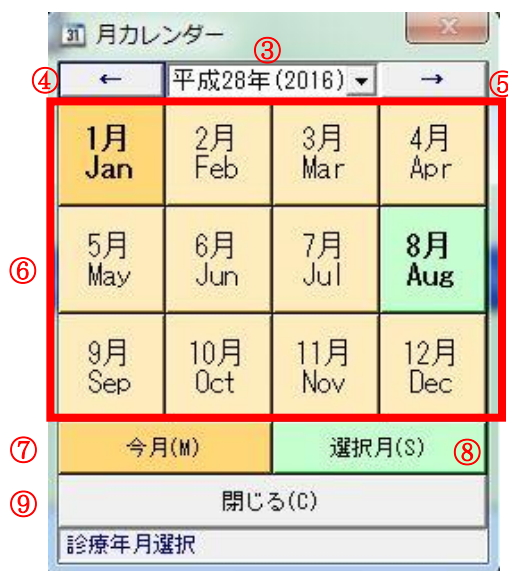 31 月カレンダー
③
④ ← 平成28年(2016) → ⑤
1月 2月 3月 4月
Jan Feb Mar Apr
5月 6月 7月 8月
May Jun Jul Aug
⑥
9月 10月 11月 12月
Sep Oct Nov Dec
⑦ 今月(M) 選択月(S) ⑧
⑨ 閉じる(C)
診療年月選択